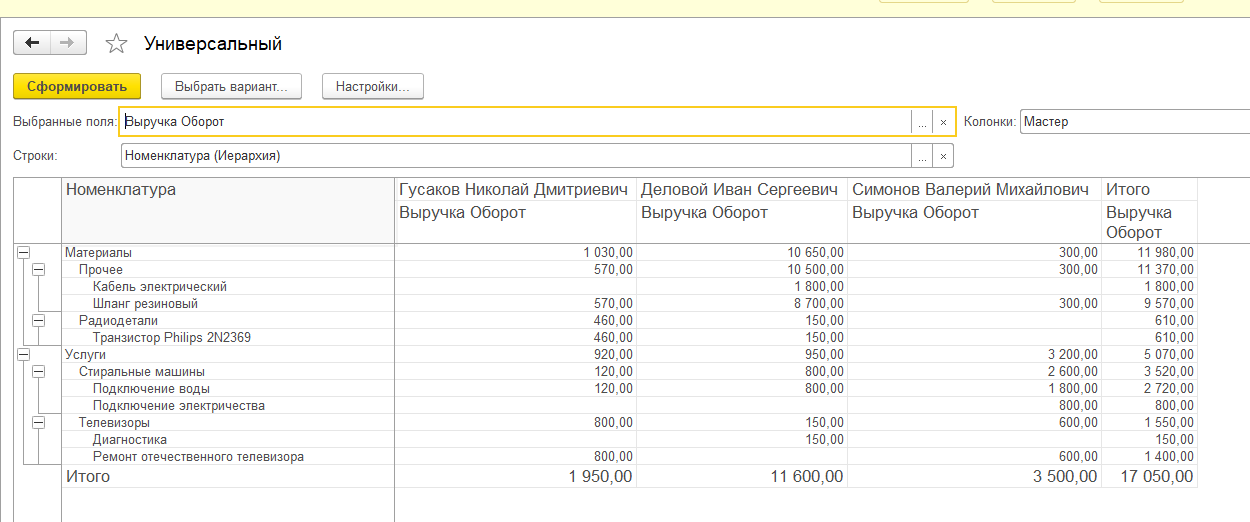 Универсальный
Сформировать Выбрать вариант... Настройки...
Выбранные поля: Выручка Оборот ... × Колонки: Мастер
Строки: Номенклатура (Иерархия) ... ×
Номенклатура Гусаков Николай Дмитриевич Деловой Иван Сергеевич Симонов Валерий Михайлович Итого
Выручка Оборот Выручка Оборот Выручка Оборот Выручка
Оборот
Материалы 1 030,00 10 650,00 300,00 11 980,00
Прочее 570,00 10 500,00 300,00 11 370,00
Кабель электрический 1 800,00 1 800,00
Шланг резиновый 570,00 8 700,00 300,00 9 570,00
Радиодетали 460,00 150,00 610,00
Транзистор Philips 2N2369 460,00 150,00 610,00
Услуги 920,00 950,00 3 200,00 5 070,00
Стиральные машины 120,00 800,00 2 600,00 3 520,00
Подключение воды 120,00 800,00 1 800,00 2 720,00
Подключение электричества 800,00 800,00
Телевизоры 800,00 150,00 600,00 1 550,00
Диагностика 150,00 150,00
Ремонт отечественного телевизора 800,00 600,00 1 400,00
Итого 1 950,00 11 600,00 3 500,00 17 050,00